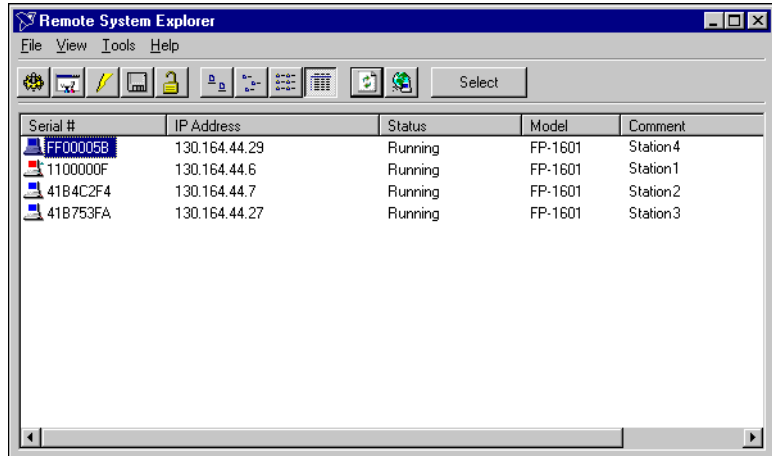 Remote System Explorer
File View Tools Help
Select
Serial # IP Address Status Model Comment
FF00005B 130.164.44.29 Running FP-1601 Station4
1100000F 130.164.44.6 Running FP-1601 Station1
41B4C2F4 130.164.44.7 Running FP-1601 Station2
41B753FA 130.164.44.27 Running FP-1601 Station3